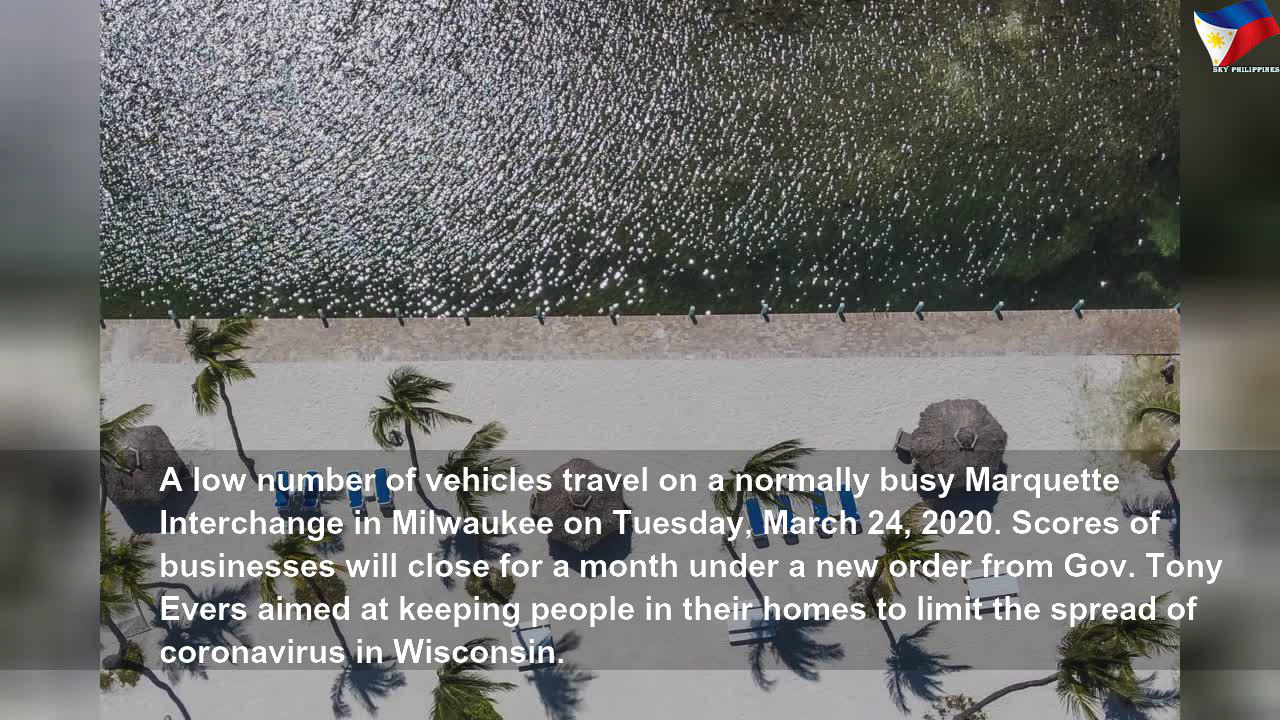 SKY PHILIPPINES
A low number of vehicles travel on a normally busy Marquette
Interchange in Milwaukee on Tuesday, March 24, 2020. Scores of
businesses will close for a month under a new order from Gov. Tony
Evers aimed at keeping people in their homes to limit the spread of
coronavirus in Wisconsin.